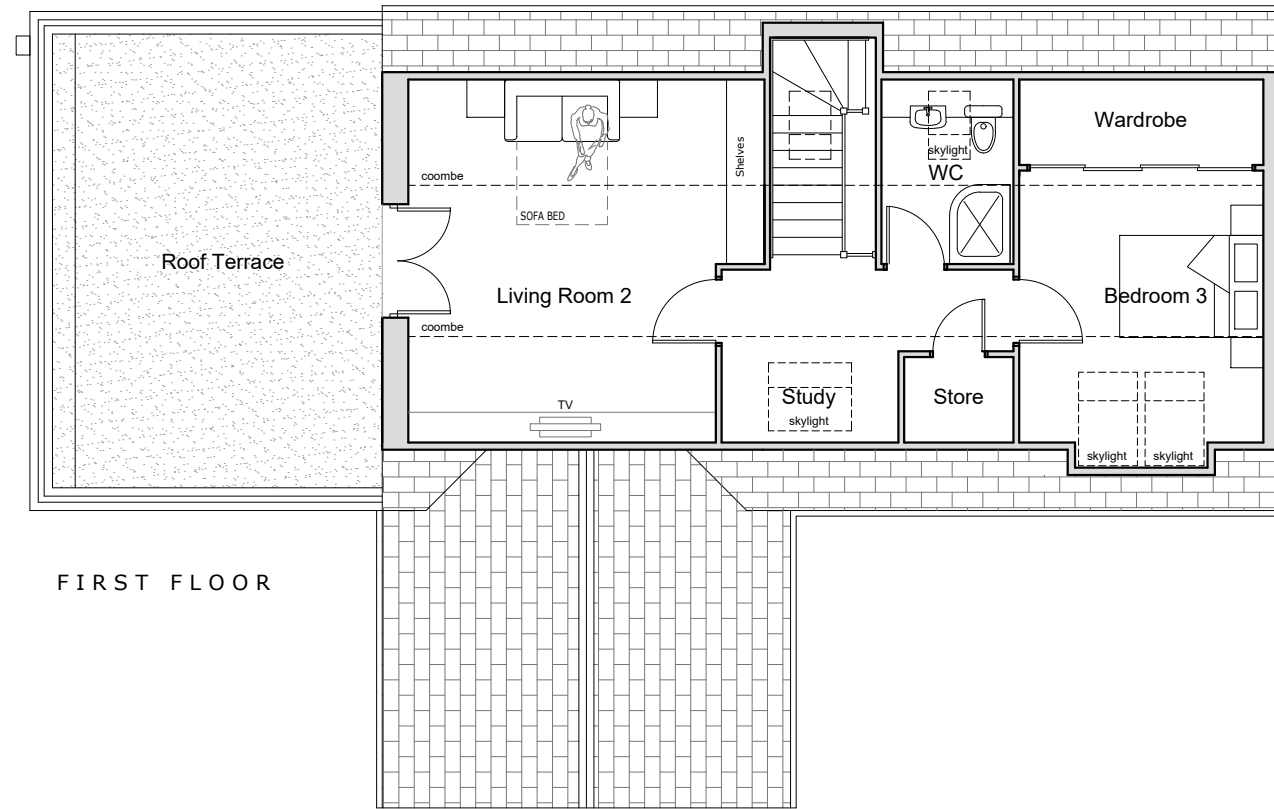 Wardrobe
Shelves
skylight
WC
coombe
SOFA BED
Roof Terrace
Living Room 2
Bedroom 3
coombe
Study
Store
TV
skylight
skylight
skylight
FIRST FLOOR